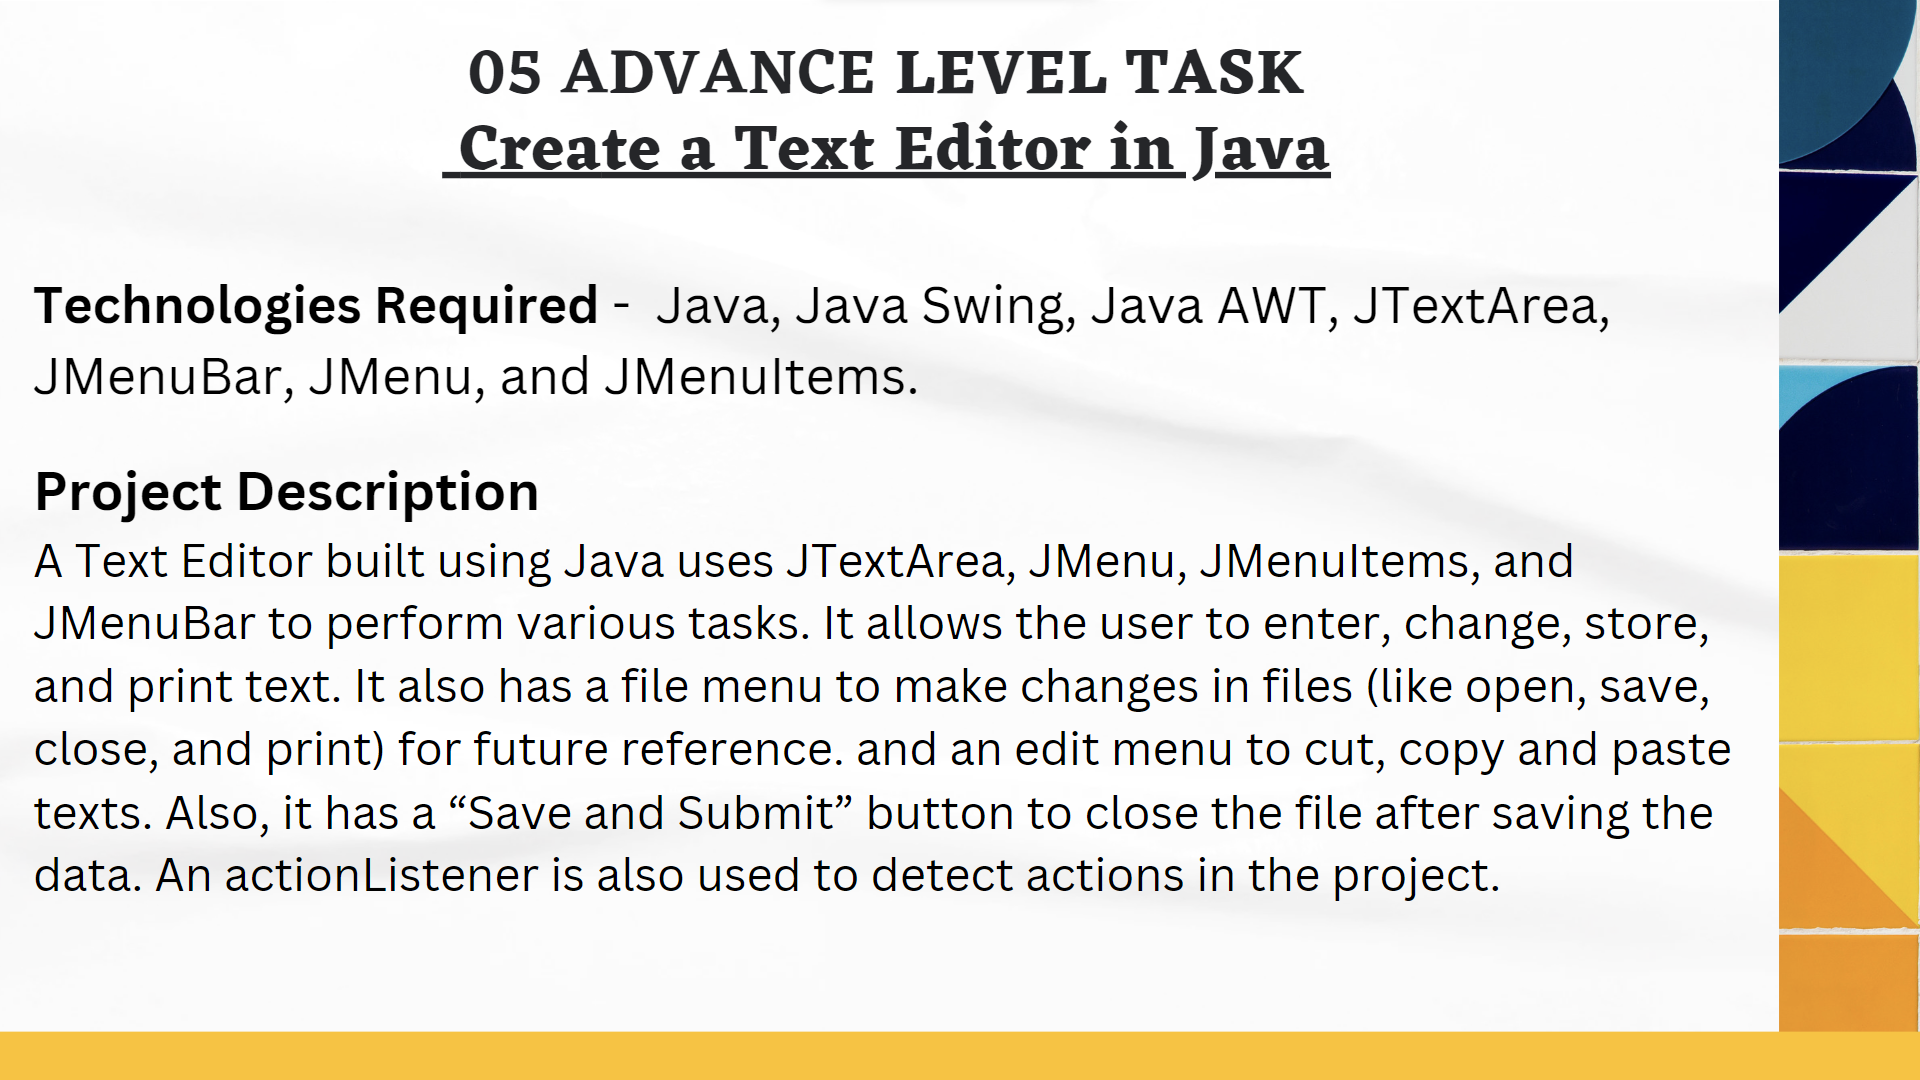 05 ADVANCE LEVEL TASK
Create a Text Editor in Java
Technologies Required -  Java, Java Swing, Java AWT, JTextArea,
JMenuBar, JMenu, and JMenuItems.
Project Description
A Text Editor built using Java uses JTextArea, JMenu, JMenuItems, and
JMenuBar to perform various tasks. It allows the user to enter, change, store,
and print text. It also has a file menu to make changes in files (like open, save,
close, and print) for future reference. and an edit menu to cut, copy and paste
texts. Also, it has a “Save and Submit” button to close the file after saving the
data. An actionListener is also used to detect actions in the project.